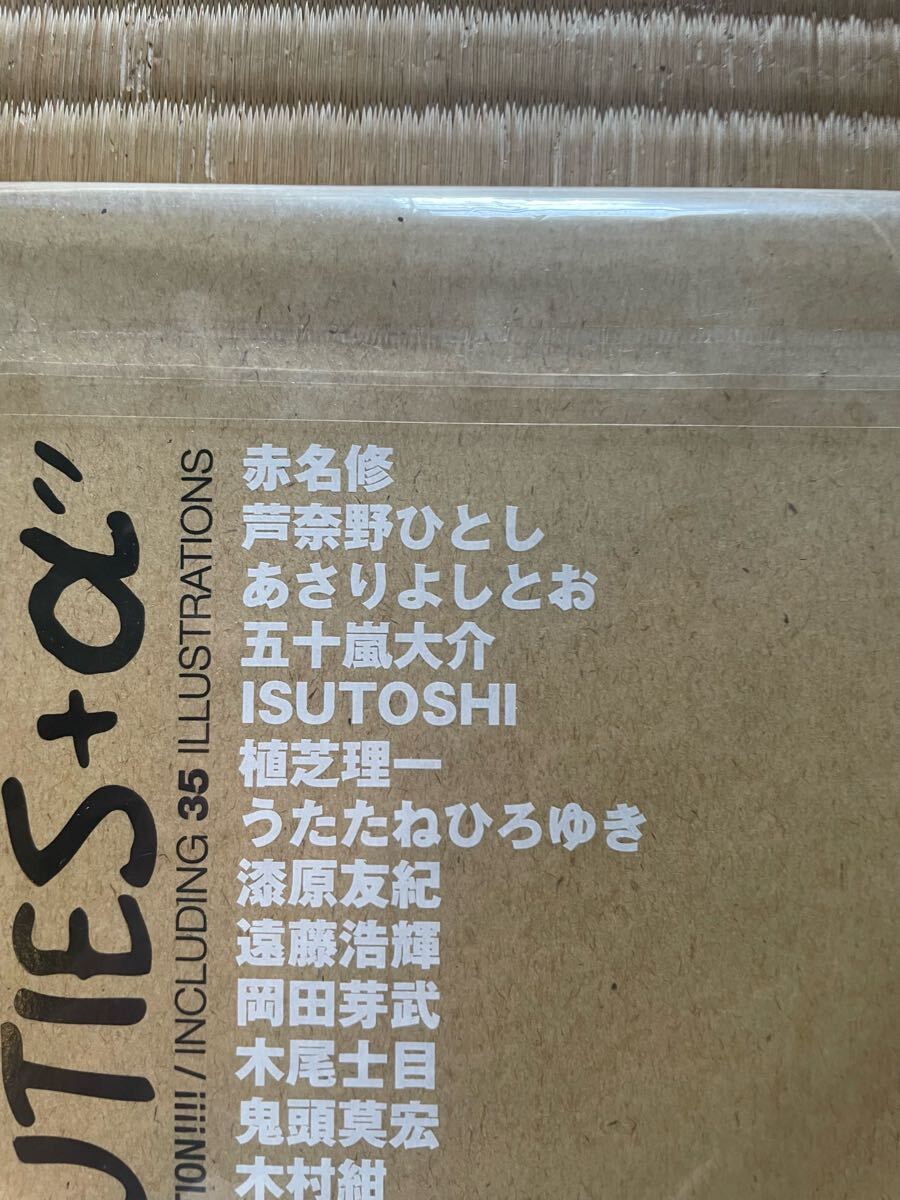 UTIES+α"
TION!!!! / INCLUDING 35 ILLUSTRATIONS
赤名修
芦奈野ひとし
あさりよしとお
五十嵐大介
ISUTOSHI
植芝理一
うたたねひろゆき
漆原友紀
遠藤浩輝
岡田芽武
木尾士目
鬼頭莫宏
木村紺